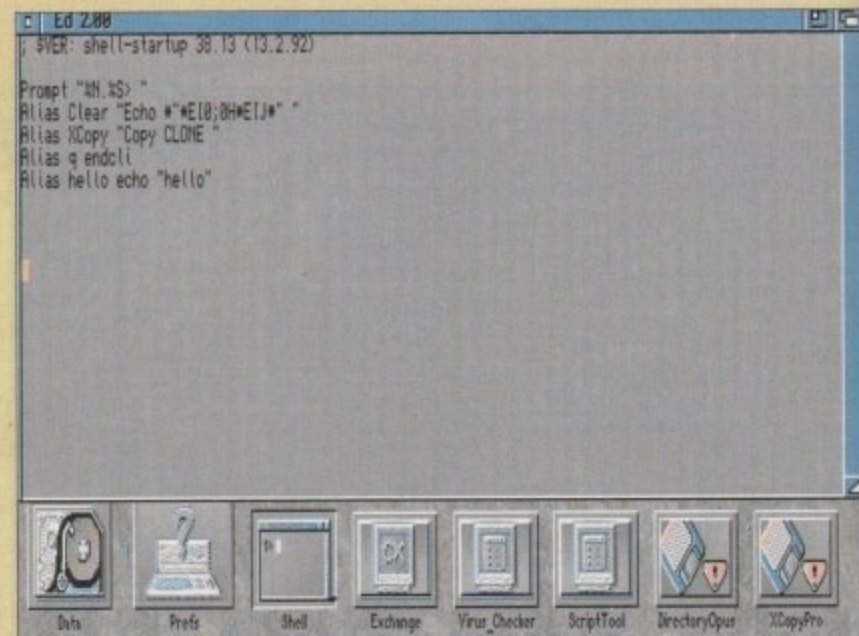 Ed 2.00
; $VER: shell-startup 38.13 (13.2.92)
Prompt "%N.%S> "
Alias Clear "Echo *"*E[0;0H*E[J*" "
Alias XCopy "Copy CLONE "
Alias q endcli
Alias hello echo "hello"
CX
Data Prefs Shell Exchange Virus_Checker ScriptTool DirectoryOpus XCopyPro